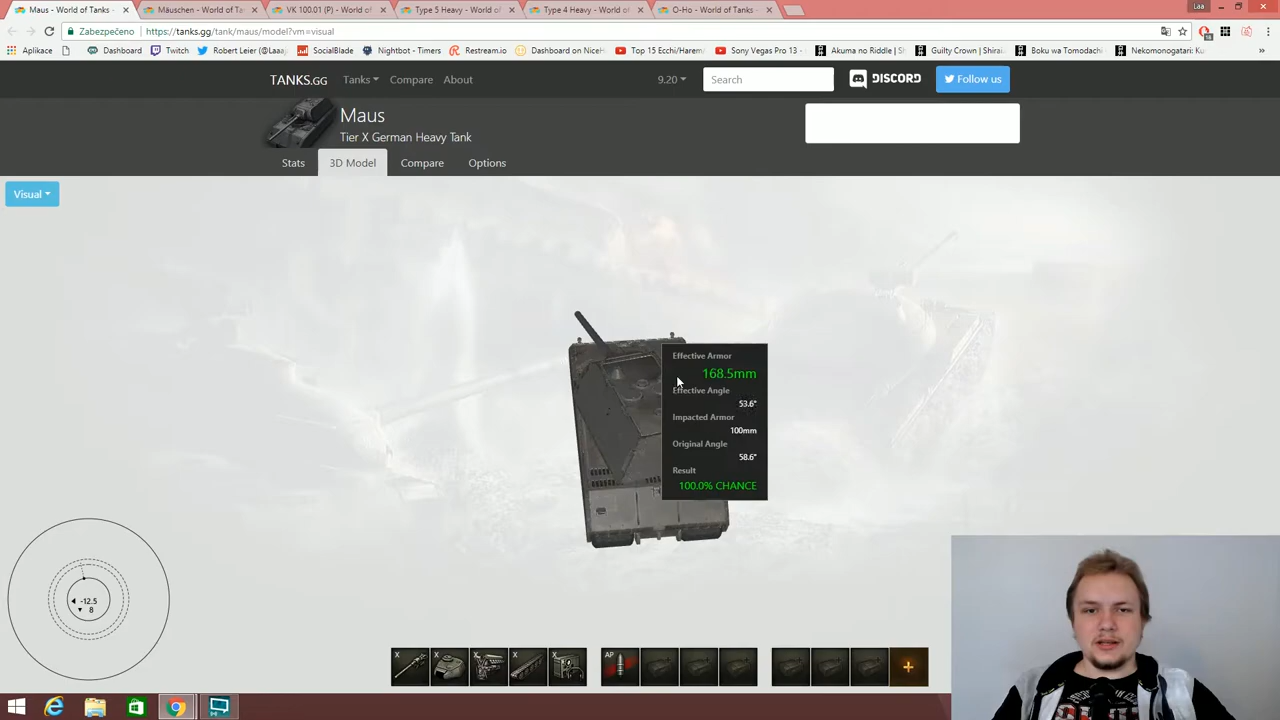 Maus - World of Tanks -
Mäuschen - World of Tan
VK 100.01 (P) - World of
Type 5 Heavy - World of
Type 4 Heavy - World of
O-Ho - World of Tanks -
Laa
Zabezpečeno
https://tanks.gg/tank/maus/model?vm=visual
Aplikace
Dashboard
Twitter
Robert Leier (@Laaj
SocialBlade
Nightbot - Timers
Restream.io
Dashboard on NiceH
Top 15 Ecchi/Harem
Sony Vegas Pro 13 -
Akuma no Riddle | Sh
Guilty Crown | Shira
Boku wa Tomodachi
Nekomonogatari: Ku
TANKS.GG
Tanks
Compare
About
9.20
Search
DISCORD
Follow us
Maus
Tier X German Heavy Tank
Stats
3D Model
Compare
Options
Visual
Effective Armor
168.5mm
Effective Angle
53.6°
Impacted Armor
100mm
Original Angle
58.6°
Result
100.0% CHANCE
-12.5
8
X
X
X
X
X
AP